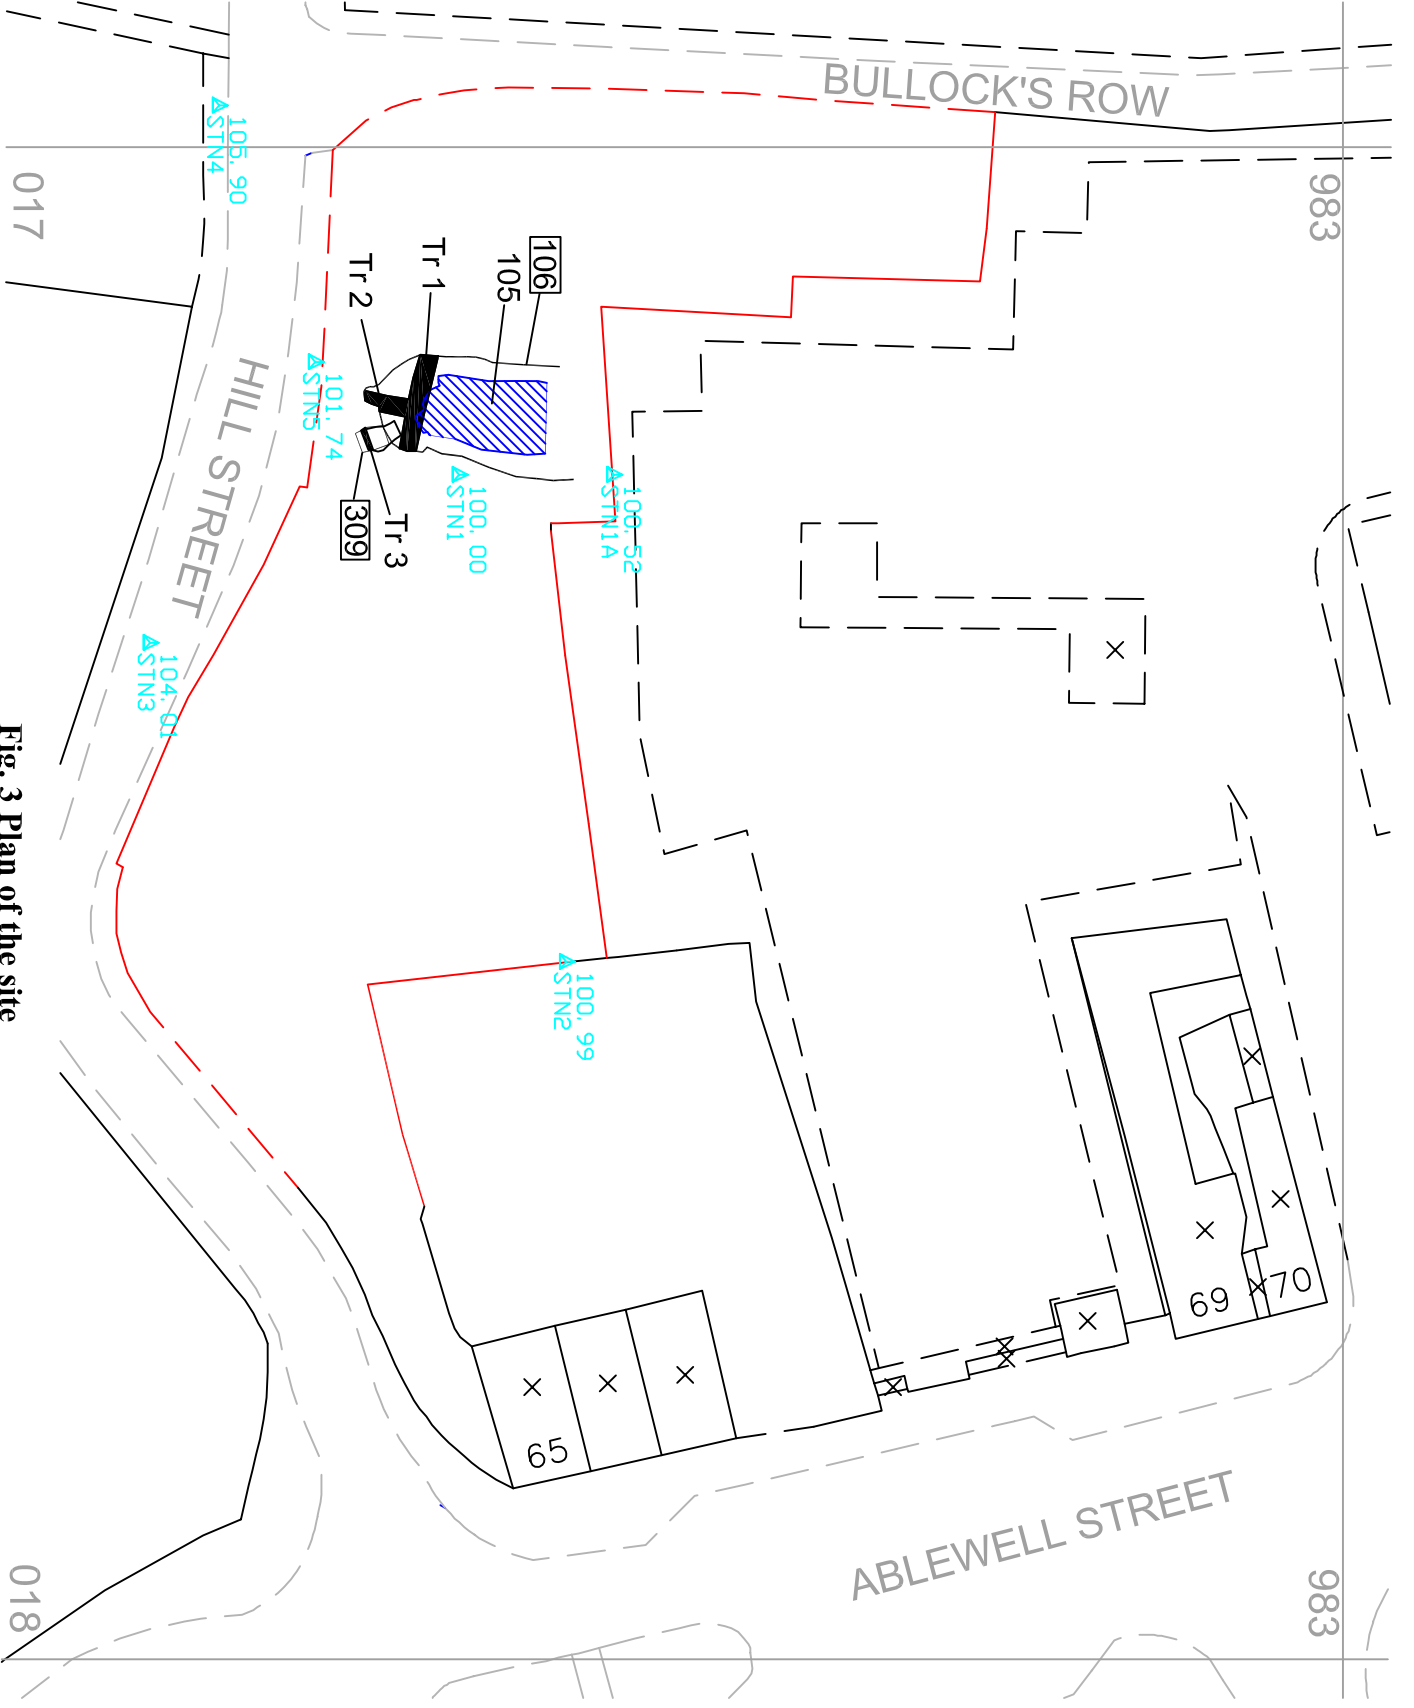 BULLOCK'S ROW
105.90
STN4
017
983
106
105
Tr 1
Tr 2
HILL STREET
101.74
STN5
100.00
STN1
100.52
STN1A
309
Tr 3
104.01
STN3
Fig. 3 Plan of the site
100.99
STN2
69
70
65
ABLEWELL STREET
018
983